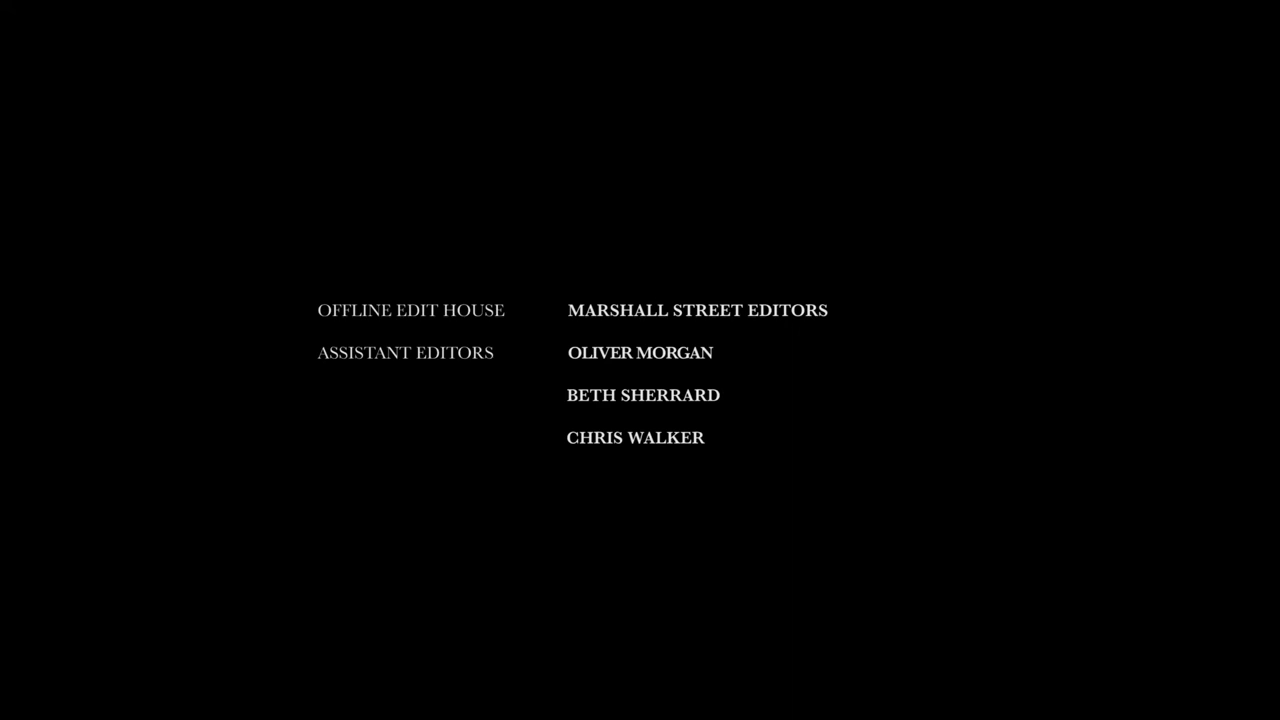 OFFLINE EDIT HOUSE MARSHALL STREET EDITORS
ASSISTANT EDITORS OLIVER MORGAN
BETH SHERRARD
CHRIS WALKER